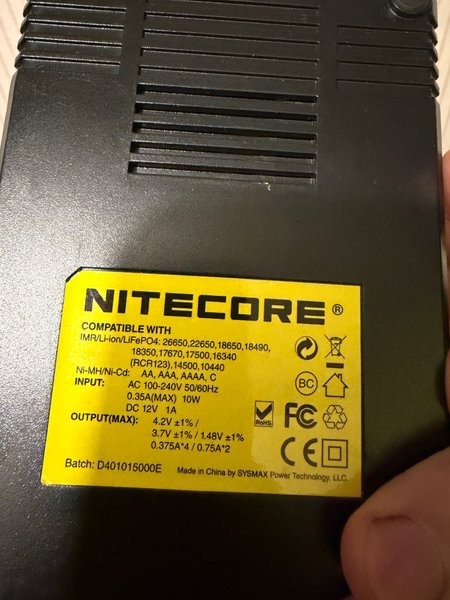 NITECORE®
COMPATIBLE WITH
IMR/Li-ion/LiFePO4: 26650,22650,18650,18490,
18350,17670,17500,16340
(RCR123),14500,10440
Ni-MH/Ni-Cd: AA, AAA, AAAA, C
INPUT: AC 100-240V 50/60Hz
0.35A(MAX) 10W
DC 12V 1A
OUTPUT(MAX): 4.2V ±1% /
3.7V ±1% / 1.48V ±1%
0.375A*4 / 0.75A*2
BC
RoHS FC
CE
Batch: D401015000E Made in China by SYSMAX Power Technology, LLC.